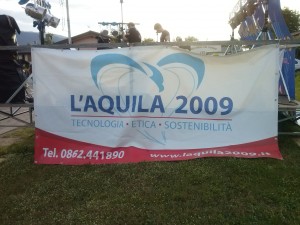 L'AQUILA 2009
TECNOLOGIA • ETICA • SOSTENIBILITÀ
Tel. 0862.441890 www.laquila2009.it